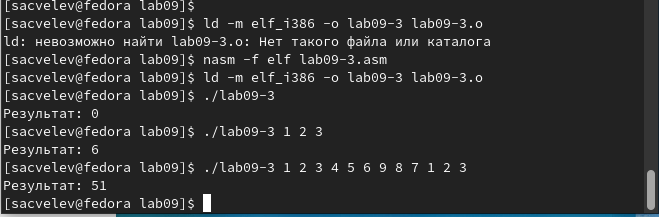 [sacvelev@fedora lab09]$
[sacvelev@fedora lab09]$ ld -m elf_i386 -o lab09-3 lab09-3.o
ld: невозможно найти lab09-3.o: Нет такого файла или каталога
[sacvelev@fedora lab09]$ nasm -f elf lab09-3.asm
[sacvelev@fedora lab09]$ ld -m elf_i386 -o lab09-3 lab09-3.o
[sacvelev@fedora lab09]$ ./lab09-3
Результат: 0
[sacvelev@fedora lab09]$ ./lab09-3 1 2 3
Результат: 6
[sacvelev@fedora lab09]$ ./lab09-3 1 2 3 4 5 6 9 8 7 1 2 3
Результат: 51
[sacvelev@fedora lab09]$